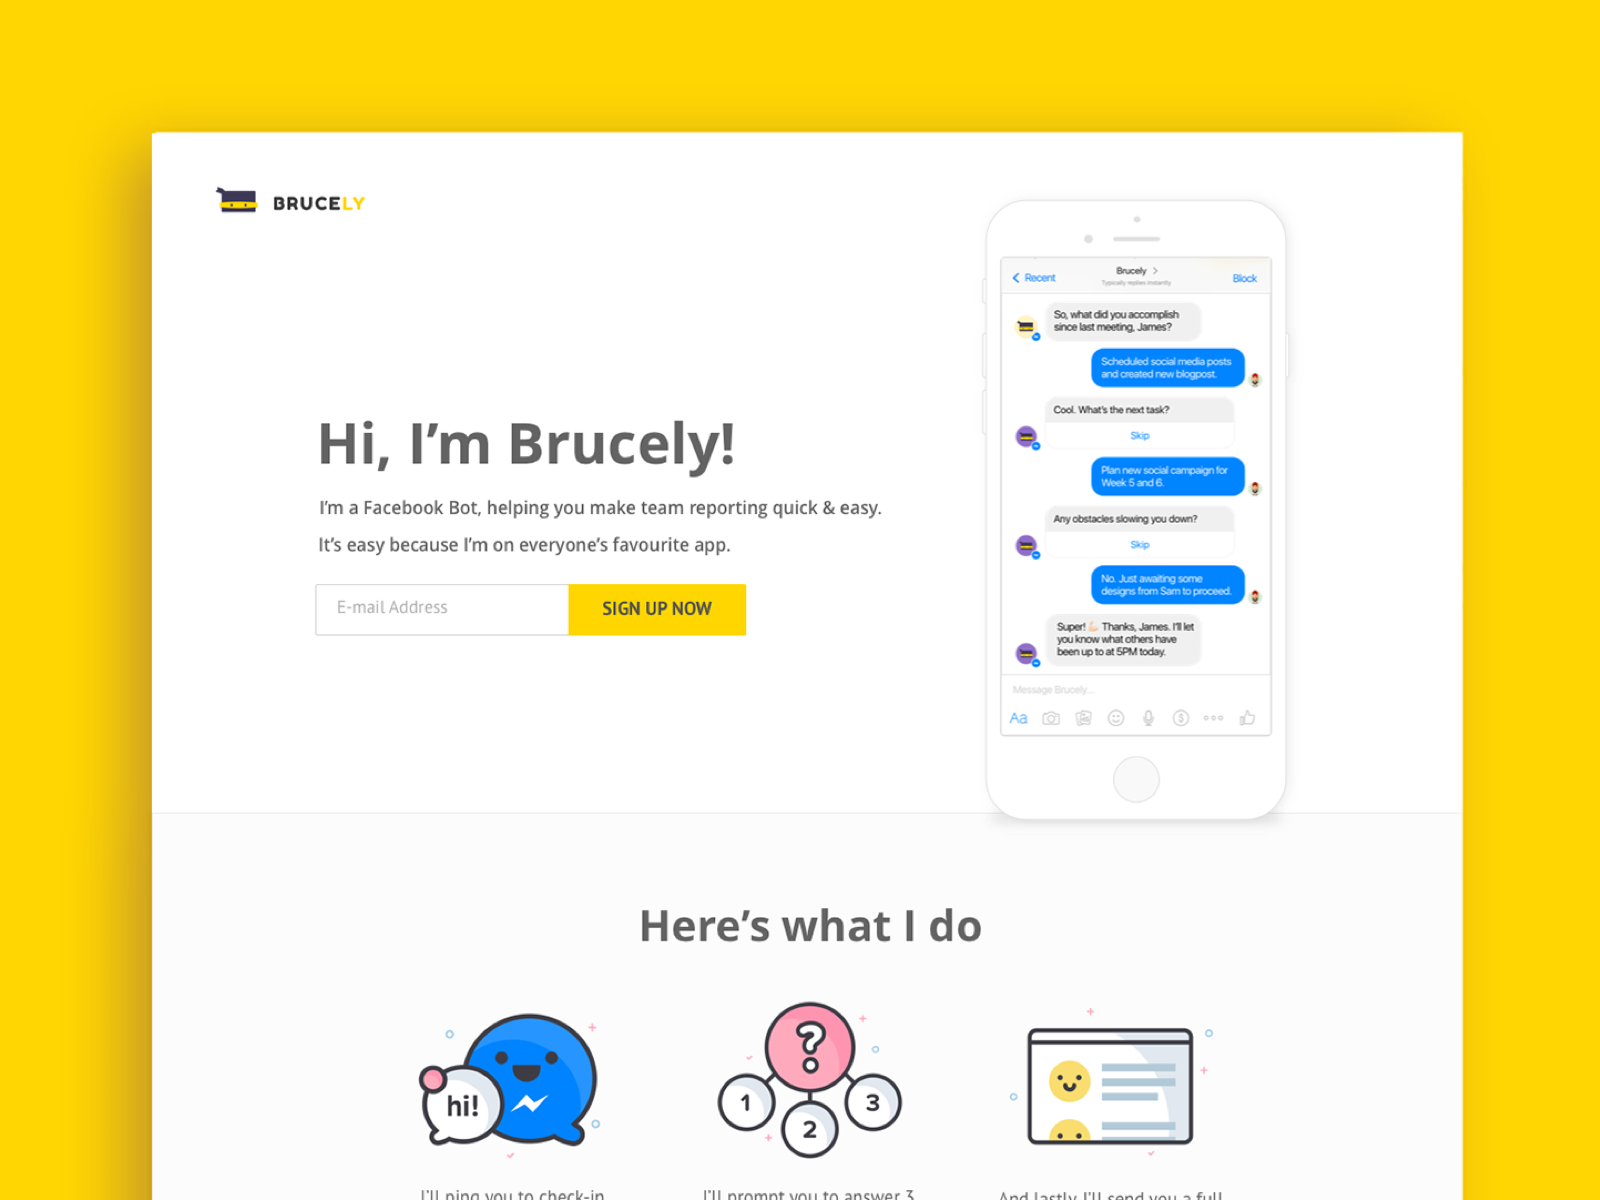 BRUCELY
Hi, I’m Brucely!
I’m a Facebook Bot, helping you make team reporting quick & easy.
It’s easy because I’m on everyone’s favourite app.
E-mail Address
SIGN UP NOW
Recent
Brucely
Block
Typically replies instantly
So, what did you accomplish
since last meeting, James?
Scheduled social media posts
and created new blogpost.
Cool. What's the next task?
Skip
Plan new social campaign for
Week 5 and 6.
Any obstacles slowing you down?
Skip
No. Just awaiting some
designs from Sam to proceed.
Super! 💪🏻 Thanks, James. I'll let
you know what others have
been up to at 5PM today.
Message Brucely...
Aa
$
Here’s what I do
hi!
?
1
2
3
I’ll ping you to check-in
I’ll prompt you to answer 3
And lastly, I’ll send you a full